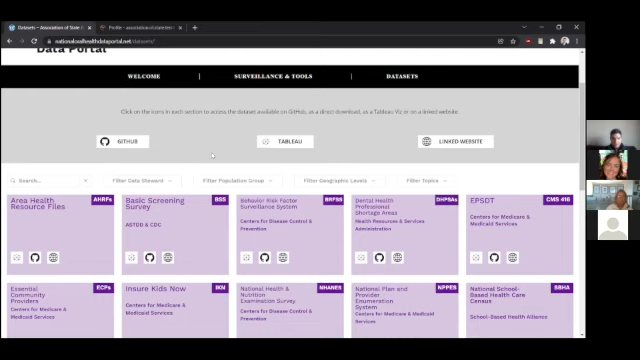 Datasets – Association of State
Profile - association.of.state.terr
nationaloralhealthdataportal.net/datasets/
Data Portal
WELCOME | SURVEILLANCE & TOOLS | DATASETS
Click on the icons in each section to access the dataset available on GitHub, as a direct download, as a Tableau Viz or on a linked website.
GITHUB TABLEAU LINKED WEBSITE
Search... Filter Data Steward Filter Population Group Filter Geographic Levels Filter Topics
Area Health
Resource Files
AHRFs
Basic Screening
Survey
BSS
ASTDD & CDC
Behavior Risk Factor
Surveillance System
BRFSS
Centers for Disease Control &
Prevention
Dental Health
Professional
Shortage Areas
DHPSAs
Health Resources & Services
Administration
EPSDT
CMS 416
Centers for Medicare &
Medicaid Services
Essential
Community
Providers
ECPs
Centers for Medicare &
Medicaid Services
Insure Kids Now
IKN
Centers for Medicare &
Medicaid Services
National Health &
Nutrition
Examination Survey
NHANES
Centers for Disease Control &
Prevention
National Plan and
Provider
Enumeration
System
NPPES
Centers for Medicare & Medicaid
Services
National School-
Based Health Care
Census
SBHA
School-Based Health Alliance